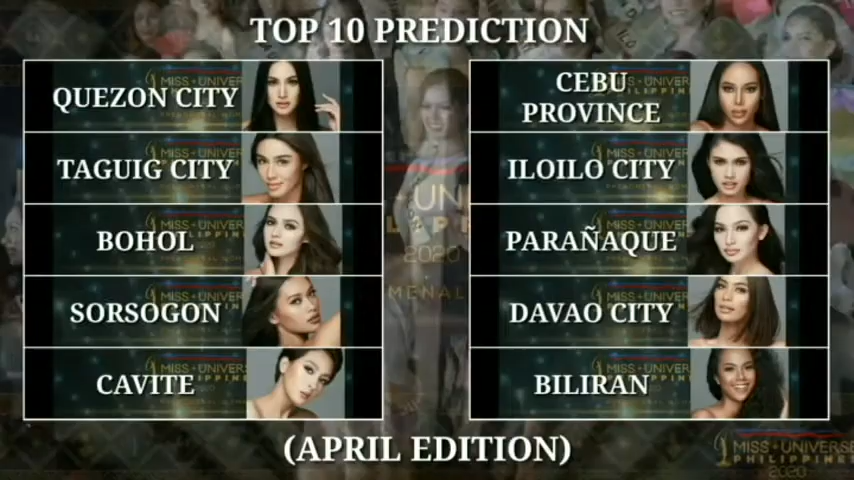 TOP 10 PREDICTION
QUEZON CITY
TAGUIG CITY
BOHOL
SORSOGON
CAVITE
CEBU
PROVINCE
ILOILO CITY
PARAÑAQUE
DAVAO CITY
BILIRAN
2020
(APRIL EDITION)
MISS UNIVERSE
PHILIPPINES
2020